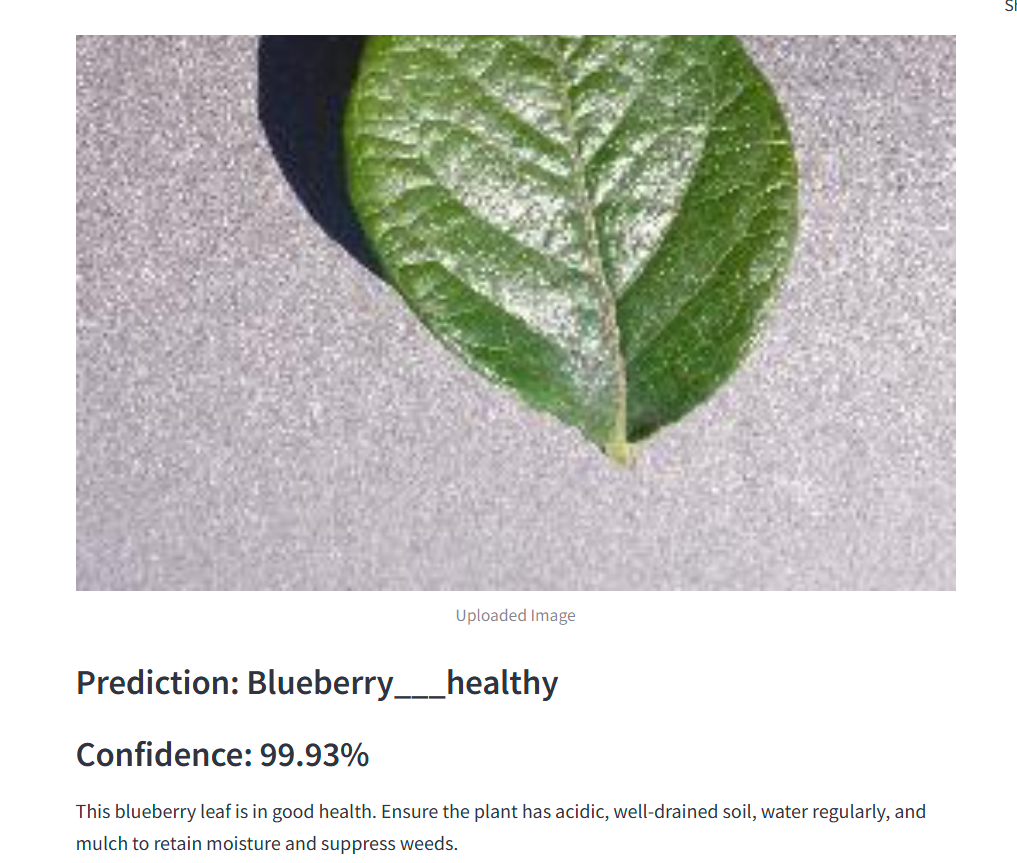 Uploaded Image
Prediction: Blueberry___healthy
Confidence: 99.93%
This blueberry leaf is in good health. Ensure the plant has acidic, well-drained soil, water regularly, and
mulch to retain moisture and suppress weeds.